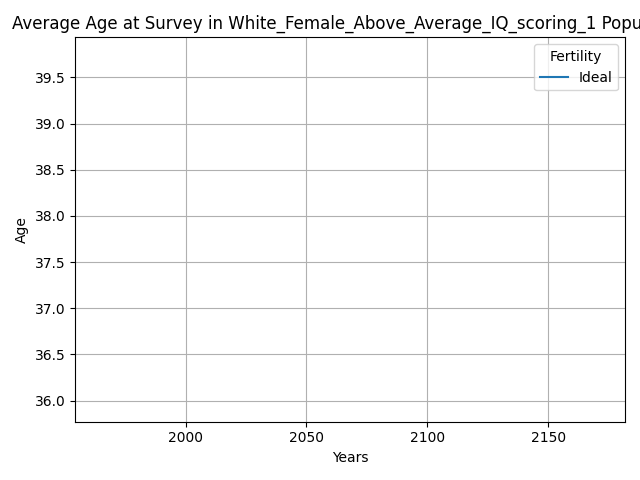 Average Age at Survey in White_Female_Above_Average_IQ_scoring_1 Popu
Fertility
Ideal
39.5
39.0
38.5
38.0
37.5
37.0
36.5
36.0
Age
2000 2050 2100 2150
Years